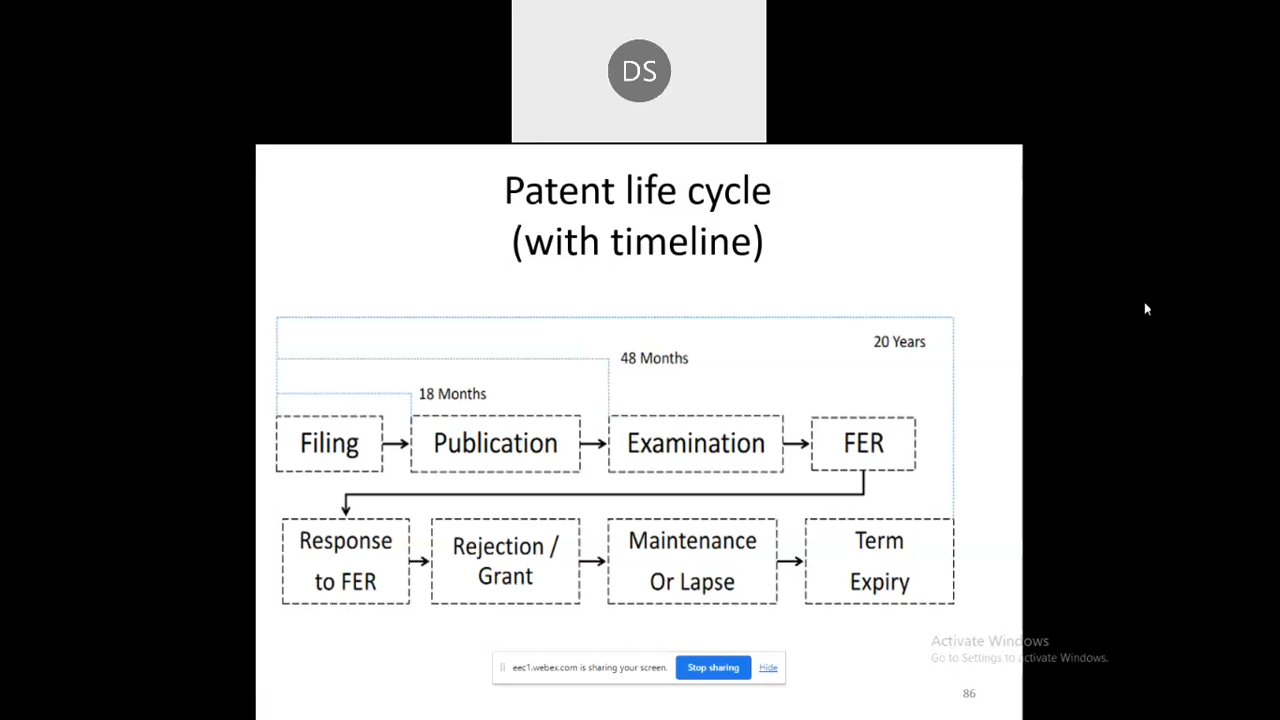 DS
Patent life cycle
(with timeline)
20 Years
48 Months
18 Months
Filing
Publication
Examination
FER
Response
to FER
Rejection /
Grant
Maintenance
Or Lapse
Term
Expiry
Activate Windows
Go to Settings to activate Windows.
eec1.webex.com is sharing your screen.
Stop sharing
Hide
86